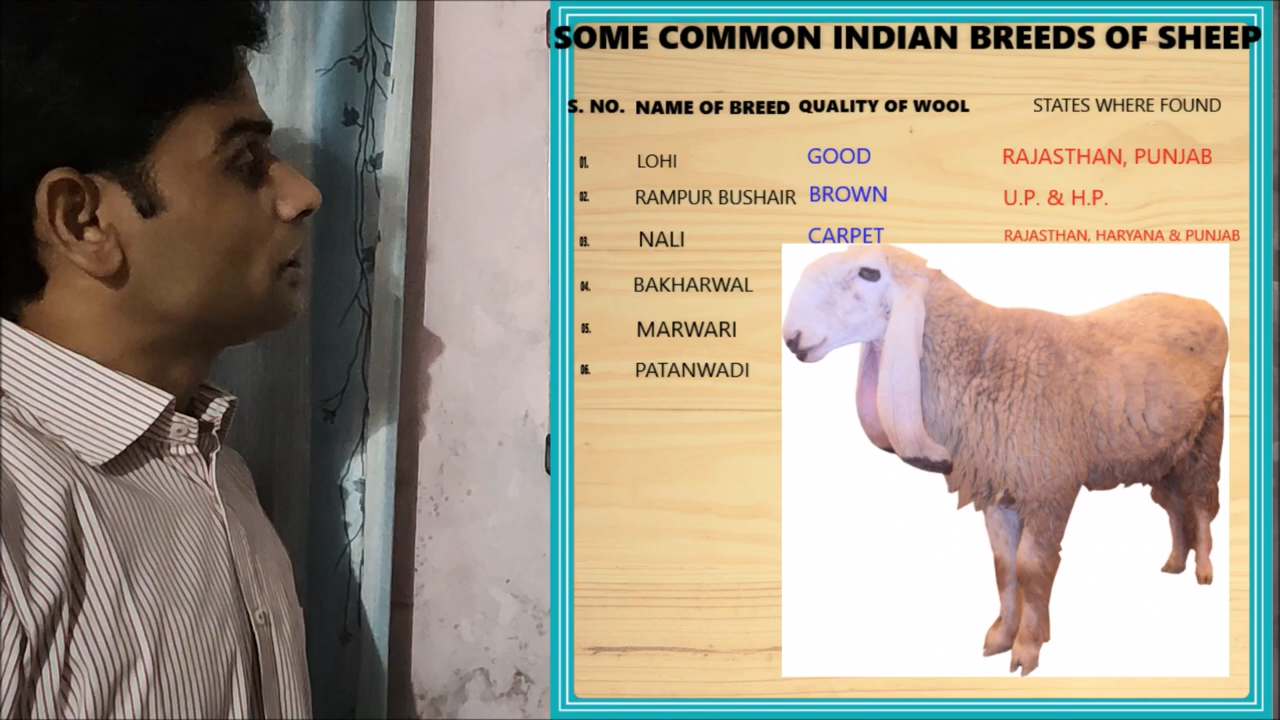 SOME COMMON INDIAN BREEDS OF SHEEP
S. NO. NAME OF BREED QUALITY OF WOOL STATES WHERE FOUND
01. LOHI GOOD RAJASTHAN, PUNJAB
02. RAMPUR BUSHAIR BROWN U.P. & H.P.
03. NALI CARPET RAJASTHAN, HARYANA & PUNJAB
04. BAKHARWAL
05. MARWARI
06. PATANWADI